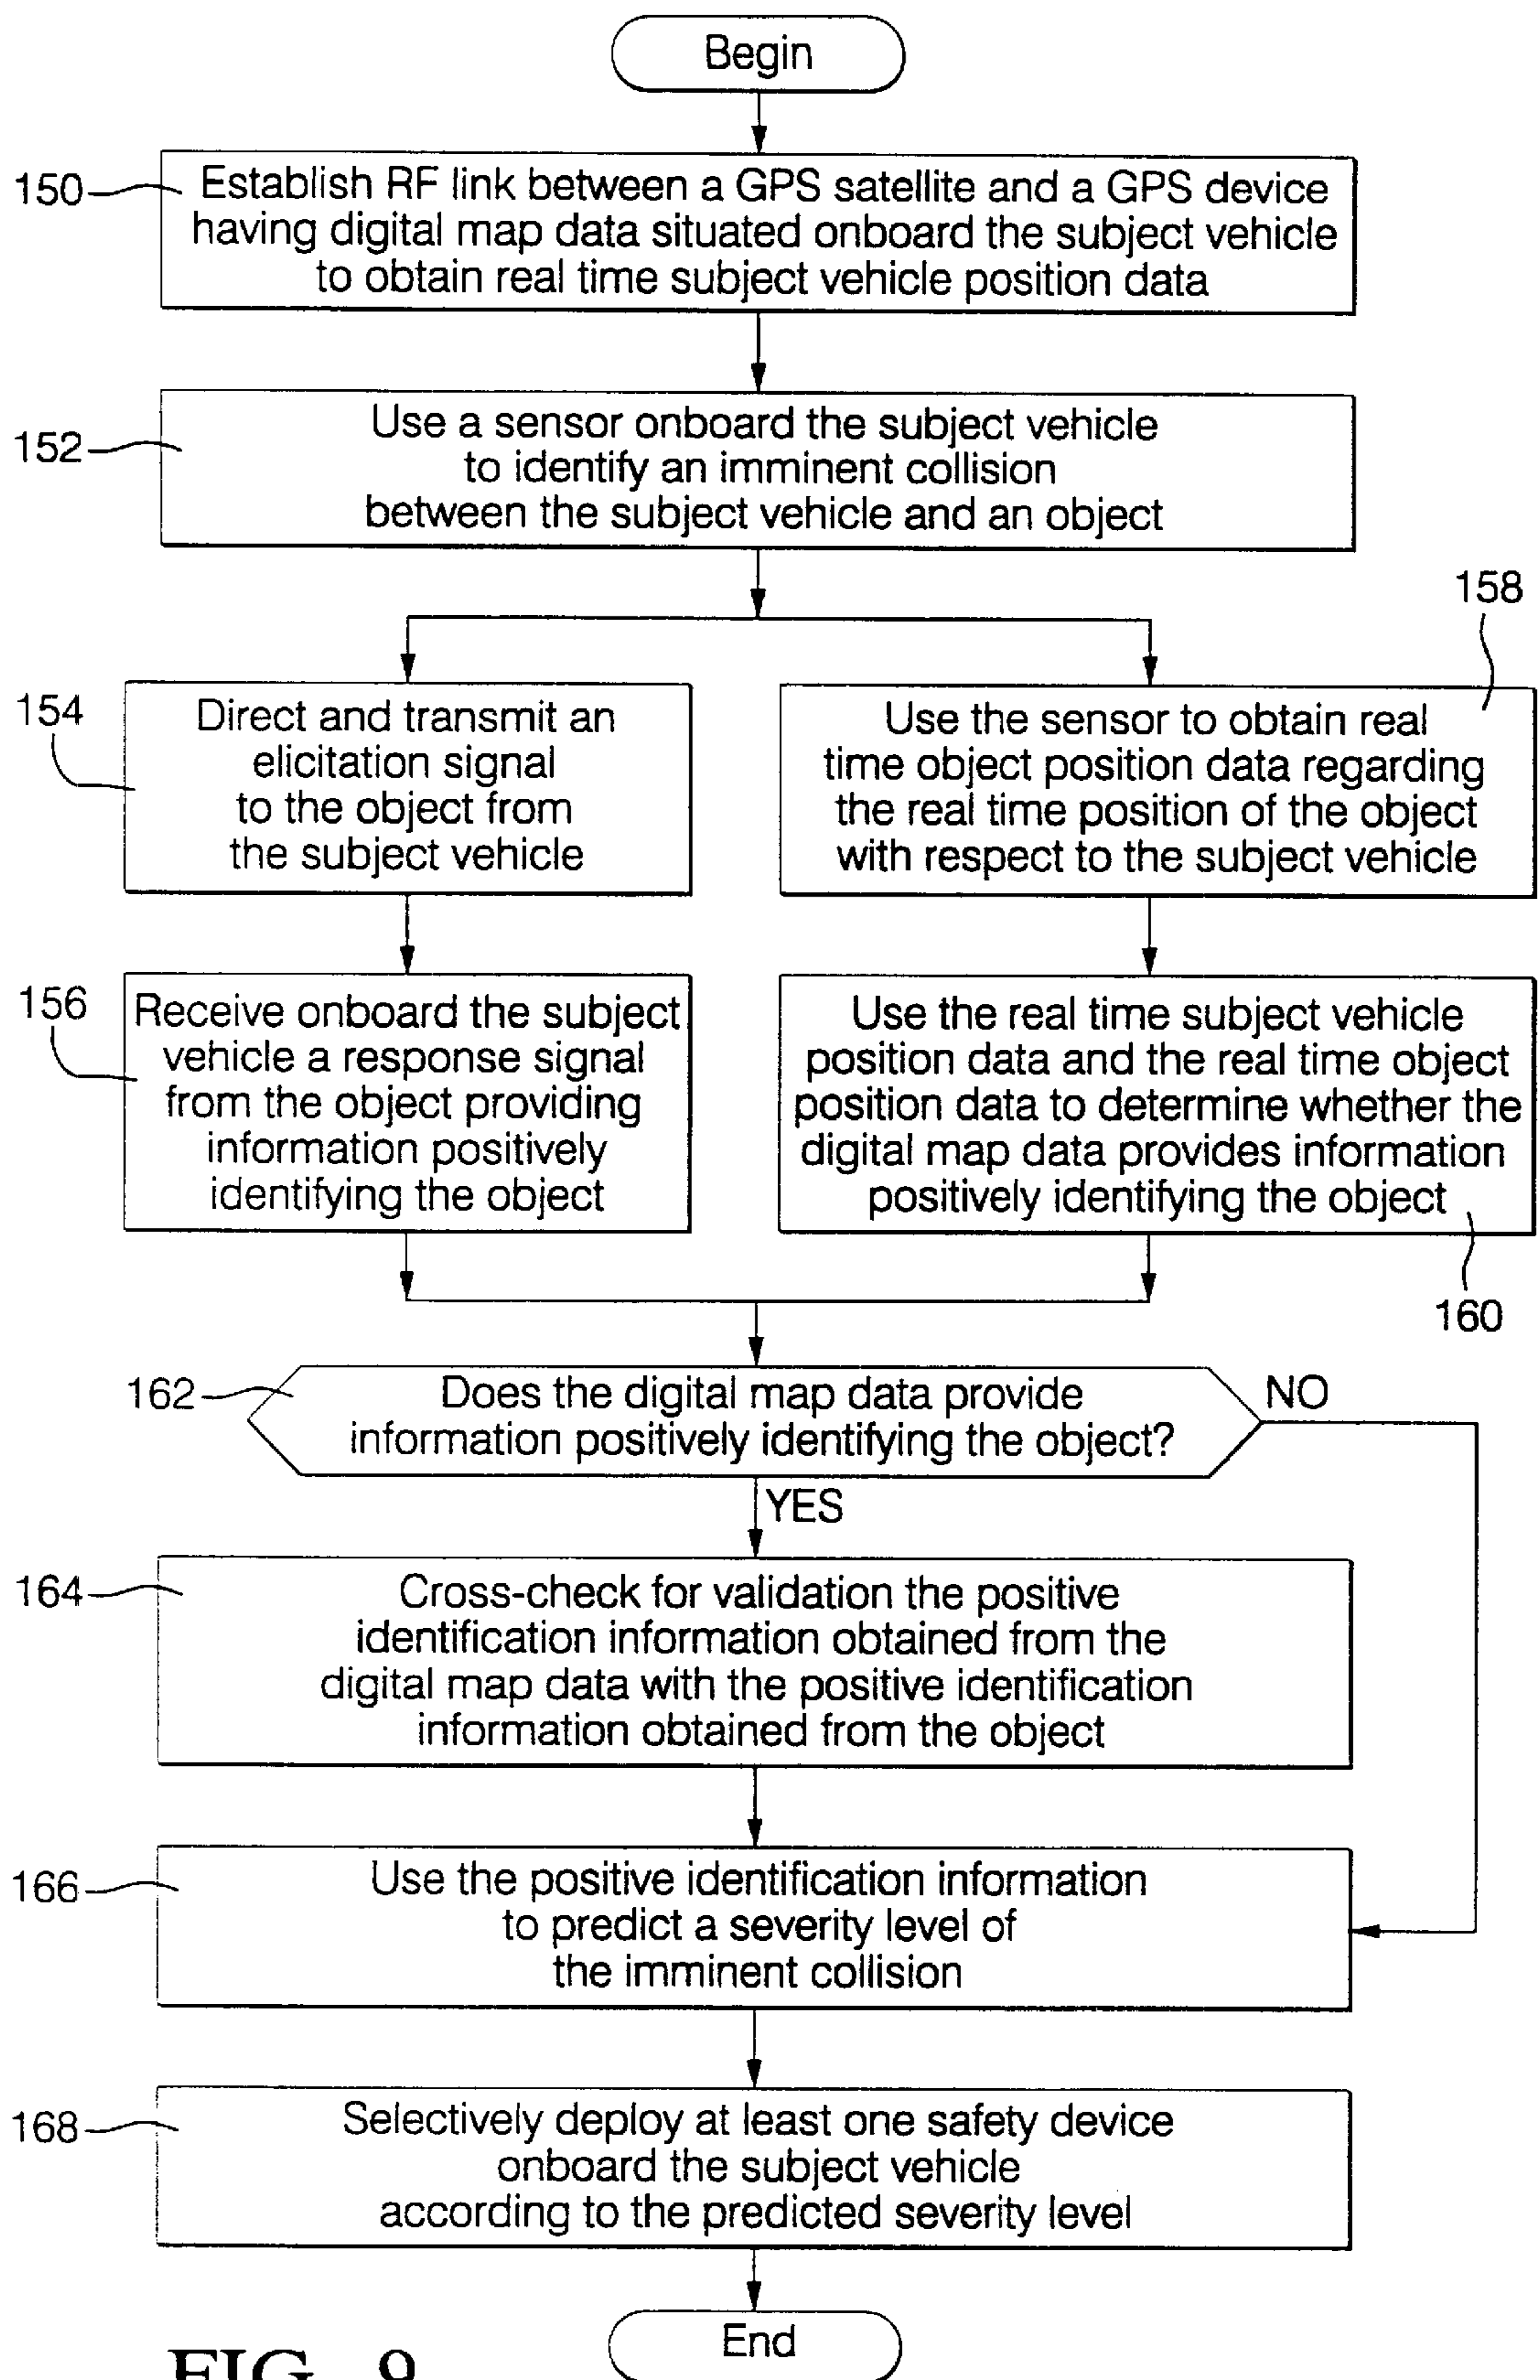 Begin
150
Establish RF link between a GPS satellite and a GPS device
having digital map data situated onboard the subject vehicle
to obtain real time subject vehicle position data
152
Use a sensor onboard the subject vehicle
to identify an imminent collision
between the subject vehicle and an object
154
Direct and transmit an
elicitation signal
to the object from
the subject vehicle
158
Use the sensor to obtain real
time object position data regarding
the real time position of the object
with respect to the subject vehicle
156
Receive onboard the subject
vehicle a response signal
from the object providing
information positively
identifying the object
Use the real time subject vehicle
position data and the real time object
position data to determine whether the
digital map data provides information
positively identifying the object
160
162
Does the digital map data provide
information positively identifying the object?
NO
YES
164
Cross-check for validation the positive
identification information obtained from the
digital map data with the positive identification
information obtained from the object
166
Use the positive identification information
to predict a severity level of
the imminent collision
168
Selectively deploy at least one safety device
onboard the subject vehicle
according to the predicted severity level
End
FIG. 9